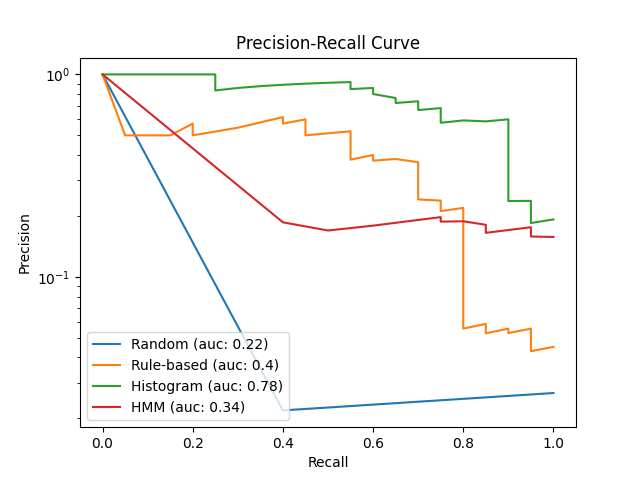 Precision-Recall Curve
10⁰
10⁻¹
Precision
Random (auc: 0.22)
Rule-based (auc: 0.4)
Histogram (auc: 0.78)
HMM (auc: 0.34)
0.0 0.2 0.4 0.6 0.8 1.0
Recall